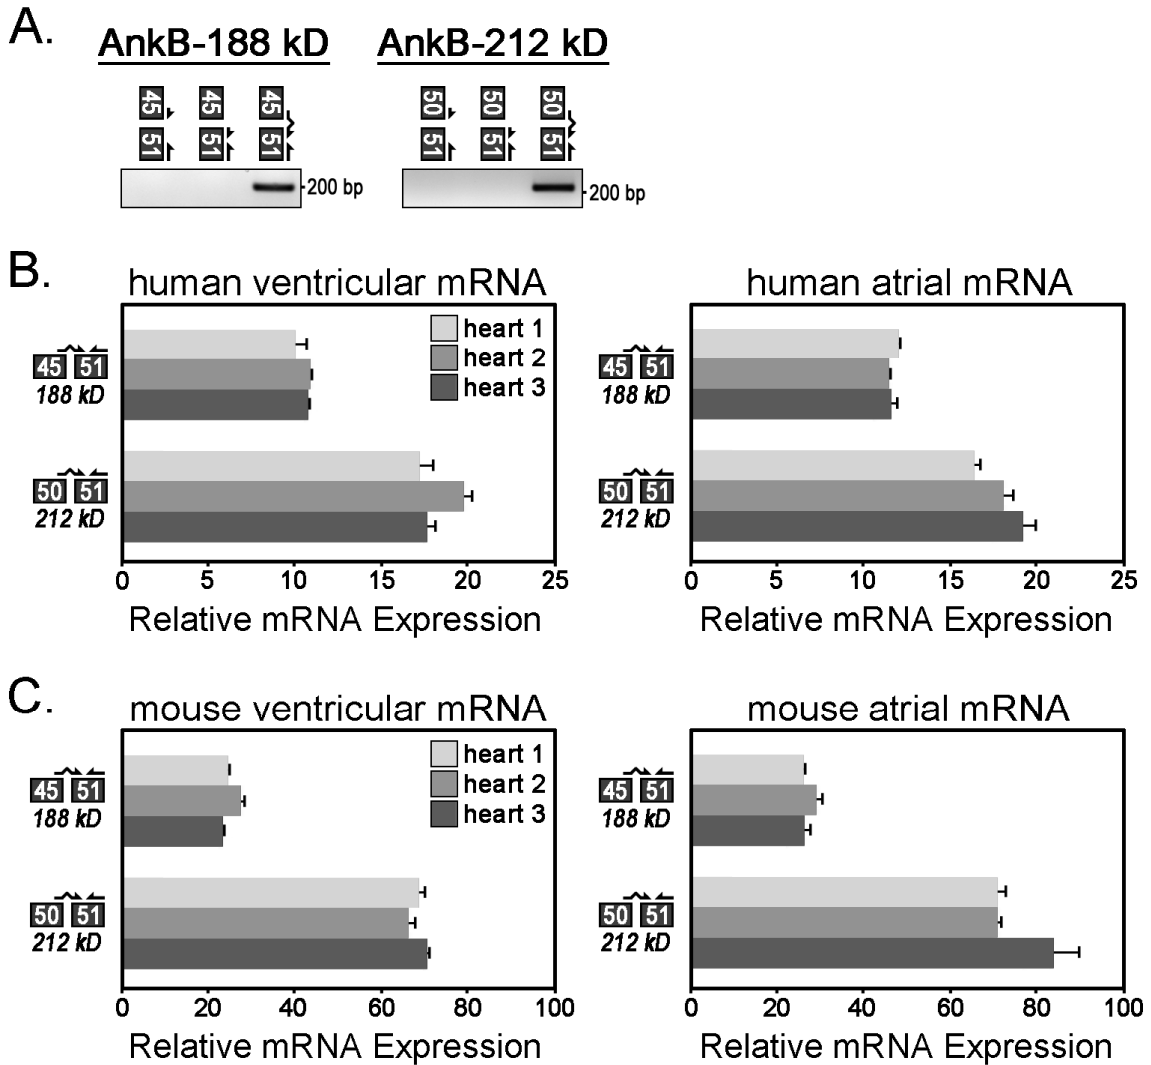 A.
AnkB-188 kD AnkB-212 kD
45 45 45 50 50 50
51 51 51 51 51 51
200 bp 200 bp
B.
human ventricular mRNA human atrial mRNA
heart 1
heart 2
heart 3
45 51 45 51
188 kD 188 kD
50 51 50 51
212 kD 212 kD
0 5 10 15 20 25 0 5 10 15 20 25
Relative mRNA Expression Relative mRNA Expression
C.
mouse ventricular mRNA mouse atrial mRNA
heart 1
heart 2
heart 3
45 51 45 51
188 kD 188 kD
50 51 50 51
212 kD 212 kD
0 20 40 60 80 100 0 20 40 60 80 100
Relative mRNA Expression Relative mRNA Expression